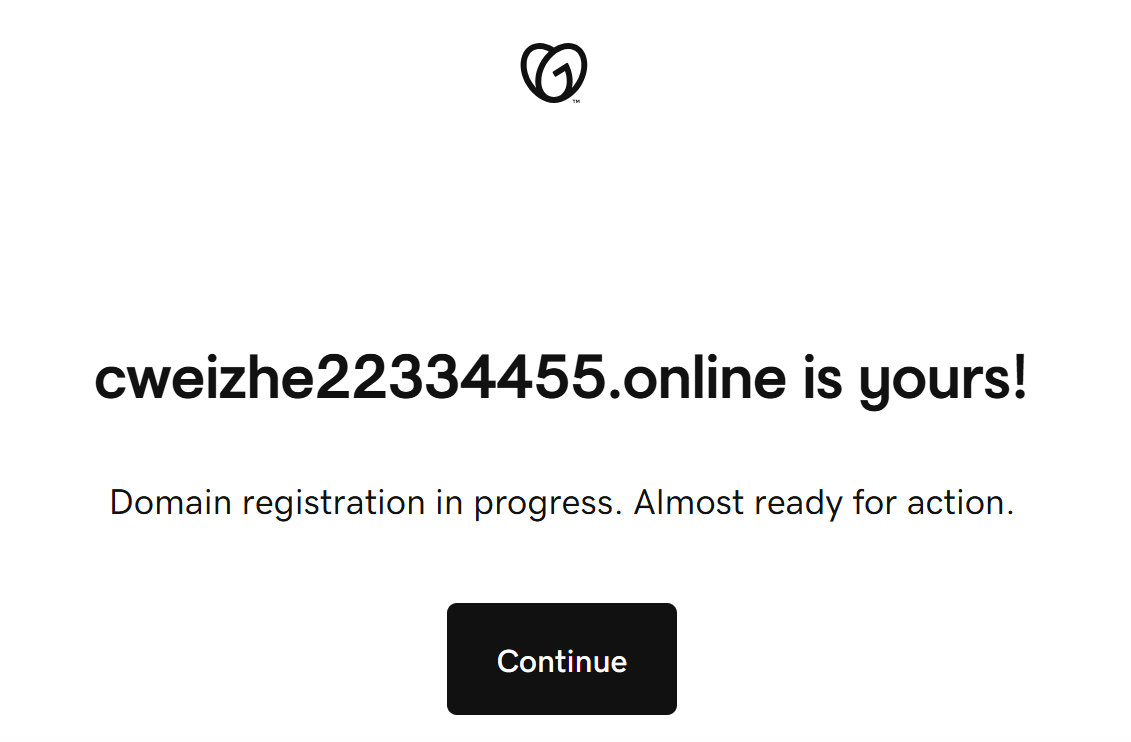 cweizhe22334455.online is yours!
Domain registration in progress. Almost ready for action.
Continue